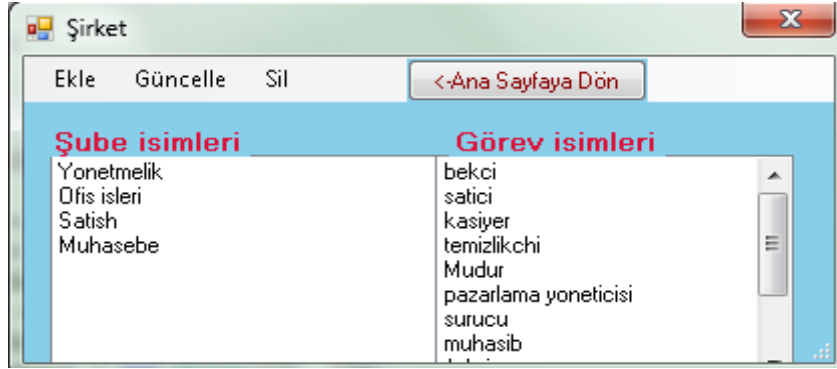 Şirket
Ekle Güncelle Sil <-Ana Sayfaya Dön
Şube isimleri Görev isimleri
Yonetmelik
Ofis isleri
Satish
Muhasebe
bekci
satici
kasiyer
temizlikchi
Mudur
pazarlama yoneticisi
surucu
muhasib